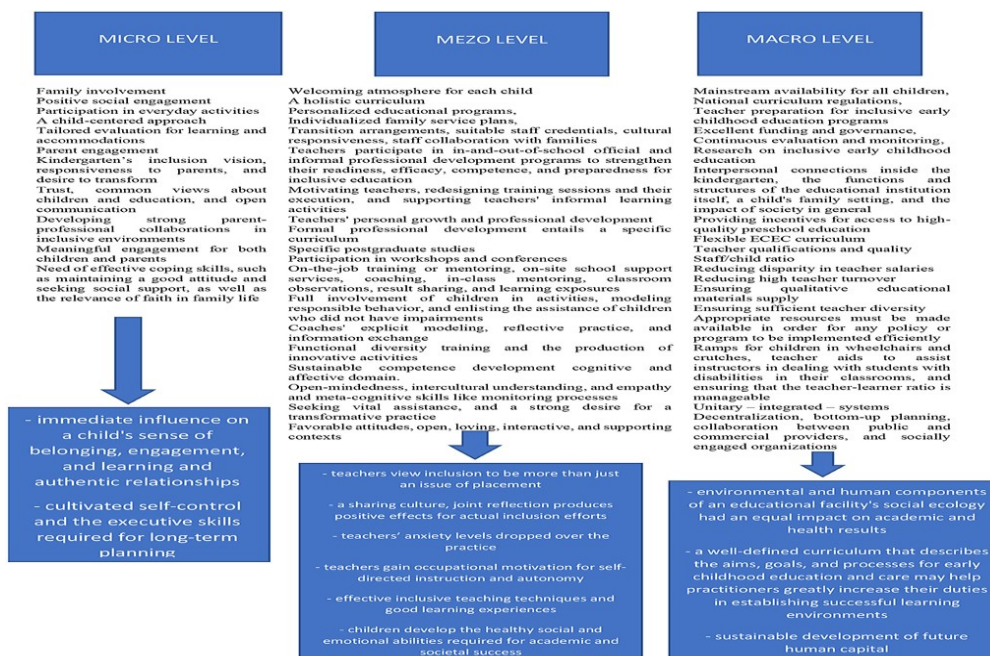 MICRO LEVEL
Family involvement
Positive social engagement
Participation in everyday activities
A child-centered approach
Tailored evaluation for learning and
accommodations
Parent engagement
Kindergarten's inclusion vision,
responsiveness to parents, and
desire to transform
Trust, common views about
children and education, and open
communication
Developing strong parent-
professional collaborations in
inclusive environments
Meaningful engagement for both
children and parents
Need of effective coping skills, such
as maintaining a good attitude and
seeking social support, as well as
the relevance of faith in family life
- immediate influence on
a child's sense of
belonging, engagement,
and learning and
authentic relationships
- cultivated self-control
and the executive skills
required for long-term
planning
MEZO LEVEL
Welcoming atmosphere for each child
A holistic curriculum
Personalized educational programs,
Individualized family service plans,
Transition arrangements, suitable staff credentials, cultural
responsiveness, staff collaboration with families
Teachers participate in in-and-out-of-school official and
informal professional development programs to strengthen
their readiness, efficacy, competence, and preparedness for
inclusive education
Motivating teachers, redesigning training sessions and their
execution, and supporting teachers' informal learning
activities
Teachers' personal growth and professional development
Formal professional development entails a specific
curriculum
Specific postgraduate studies
Participation in workshops and conferences
On-the-job training or mentoring, on-site school support
services, coaching, in-class mentoring, classroom
observations, result sharing, and learning exposures
Full involvement of children in activities, modeling
responsible behavior, and enlisting the assistance of children
who did not have impairments
Coaches' explicit modeling, reflective practice, and
information exchange
Functional diversity training and the production of
innovative activities
Sustainable competence development cognitive and
affective domain.
Open-mindedness, intercultural understanding, and empathy
and meta-cognitive skills like monitoring processes
Seeking vital assistance, and a strong desire for a
transformative practice
Favorable attitudes, open, loving, interactive, and supporting
contexts
- teachers view inclusion to be more than just
an issue of placement
- a sharing culture, joint reflection produces
positive effects for actual inclusion efforts
- teachers' anxiety levels dropped over the
practice
- teachers gain occupational motivation for self-
directed instruction and autonomy
- effective inclusive teaching techniques and
good learning experiences
- children develop the healthy social and
emotional abilities required for academic and
societal success
MACRO LEVEL
Mainstream availability for all children,
National curriculum regulations,
Teacher preparation for inclusive early
childhood education programs
Excellent funding and governance,
Continuous evaluation and monitoring,
Research on inclusive early childhood
education
Interpersonal connections inside the
kindergarten, the functions and
structures of the educational institution
itself, a child's family setting, and the
impact of society in general
Providing incentives for access to high-
quality preschool education
Flexible ECEC curriculum
Teacher qualifications and quality
Staff/child ratio
Reducing disparity in teacher salaries
Reducing high teacher turnover
Ensuring qualitative educational
materials supply
Ensuring sufficient teacher diversity
Appropriate resources must be made
available in order for any policy or
program to be implemented efficiently
Ramps for children in wheelchairs and
crutches, teacher aids to assist
instructors in dealing with students with
disabilities in their classrooms, and
ensuring that the teacher-learner ratio is
manageable
Unitary – integrated – systems
Decentralization, bottom-up planning,
collaboration between public and
commercial providers, and socially
engaged organizations
- environmental and human components
of an educational facility's social ecology
had an equal impact on academic and
health results
- a well-defined curriculum that describes
the aims, goals, and processes for early
childhood education and care may help
practitioners greatly increase their duties
in establishing successful learning
environments
- sustainable development of future
human capital